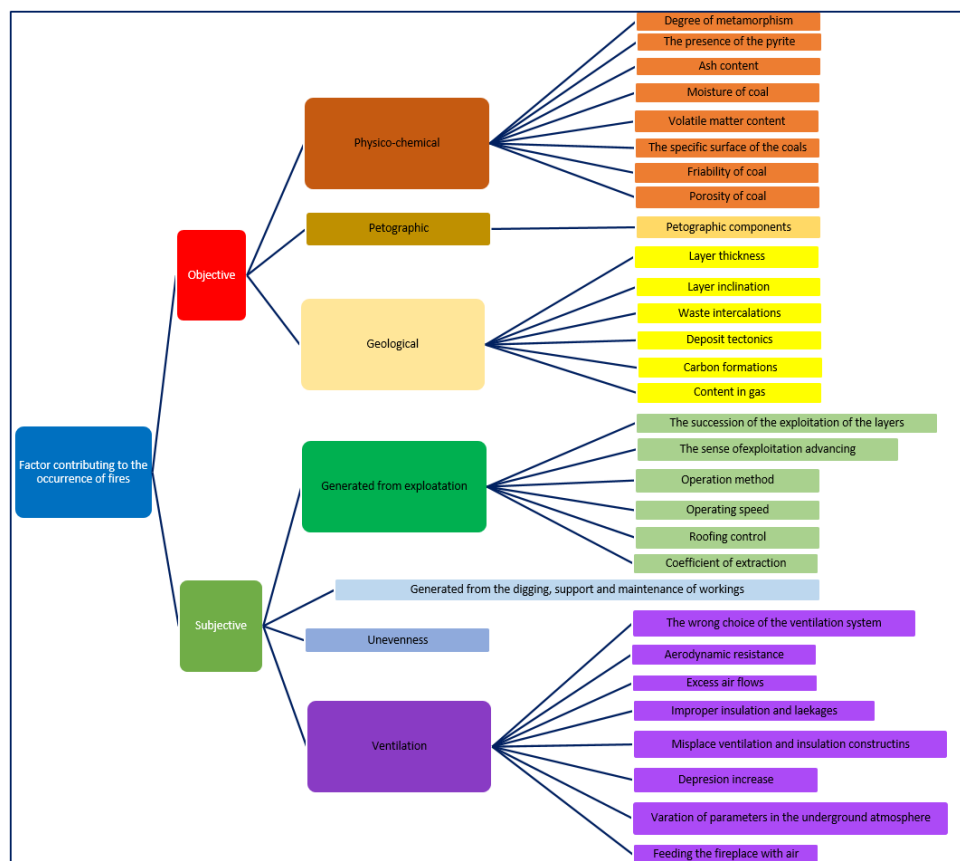 Degree of metamorphism
The presence of the pyrite
Ash content
Moisture of coal
Physico-chemical
Volatile matter content
The specific surface of the coals
Friability of coal
Porosity of coal
Petographic
Petographic components
Objective
Layer thickness
Layer inclination
Waste intercalations
Geological
Deposit tectonics
Carbon formations
Content in gas
The succession of the exploitation of the layers
The sense ofexploitation advancing
Factor contributing to the
occurrence of fires
Generated from exploatation
Operation method
Operating speed
Roofing control
Coefficient of extraction
Generated from the digging, support and maintenance of workings
Subjective
Unevenness
The wrong choice of the ventilation system
Aerodynamic resistance
Excess air flows
Improper insulation and laekages
Ventilation
Misplace ventilation and insulation constructins
Depresion increase
Varation of parameters in the underground atmosphere
Feeding the fireplace with air